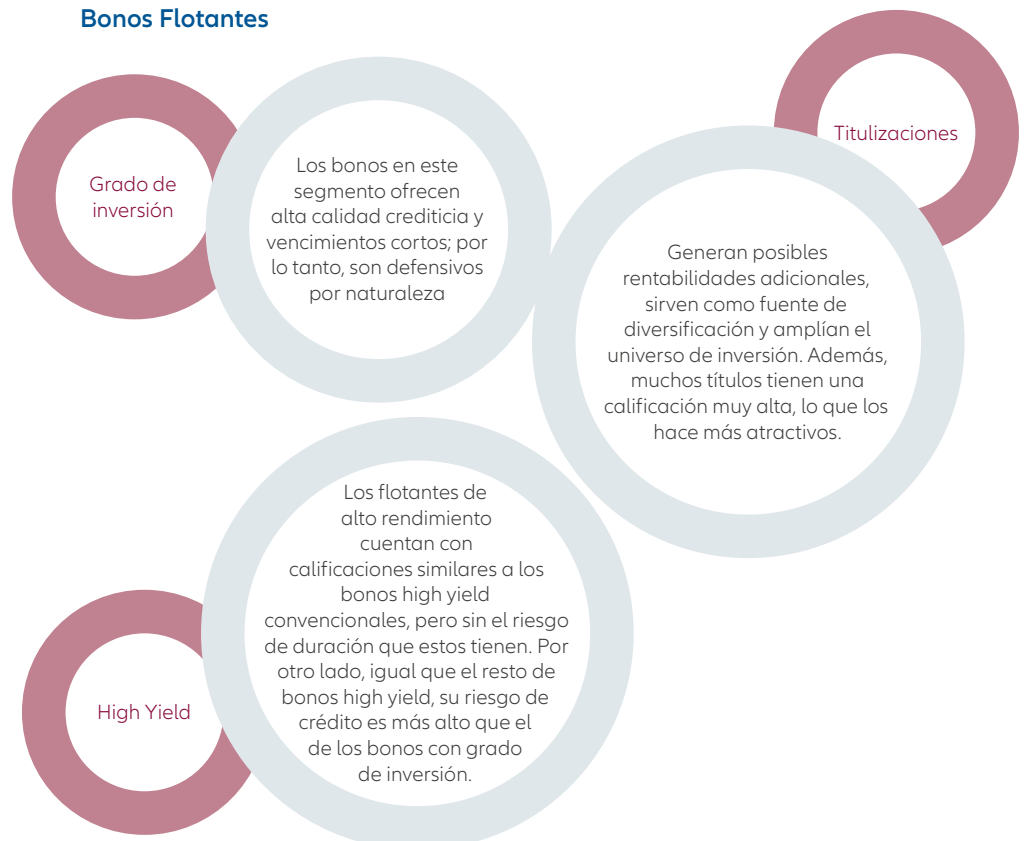 Bonos Flotantes
Grado de
inversión
Los bonos en este
segmento ofrecen
alta calidad crediticia y
vencimientos cortos; por
lo tanto, son defensivos
por naturaleza
Titulizaciones
Generan posibles
rentabilidades adicionales,
sirven como fuente de
diversificación y amplían el
universo de inversión. Además,
muchos títulos tienen una
calificación muy alta, lo que los
hace más atractivos.
High Yield
Los flotantes de
alto rendimiento
cuentan con
calificaciones similares a los
bonos high yield
convencionales, pero sin el riesgo
de duración que estos tienen. Por
otro lado, igual que el resto de
bonos high yield, su riesgo de
crédito es más alto que el
de los bonos con grado
de inversión.